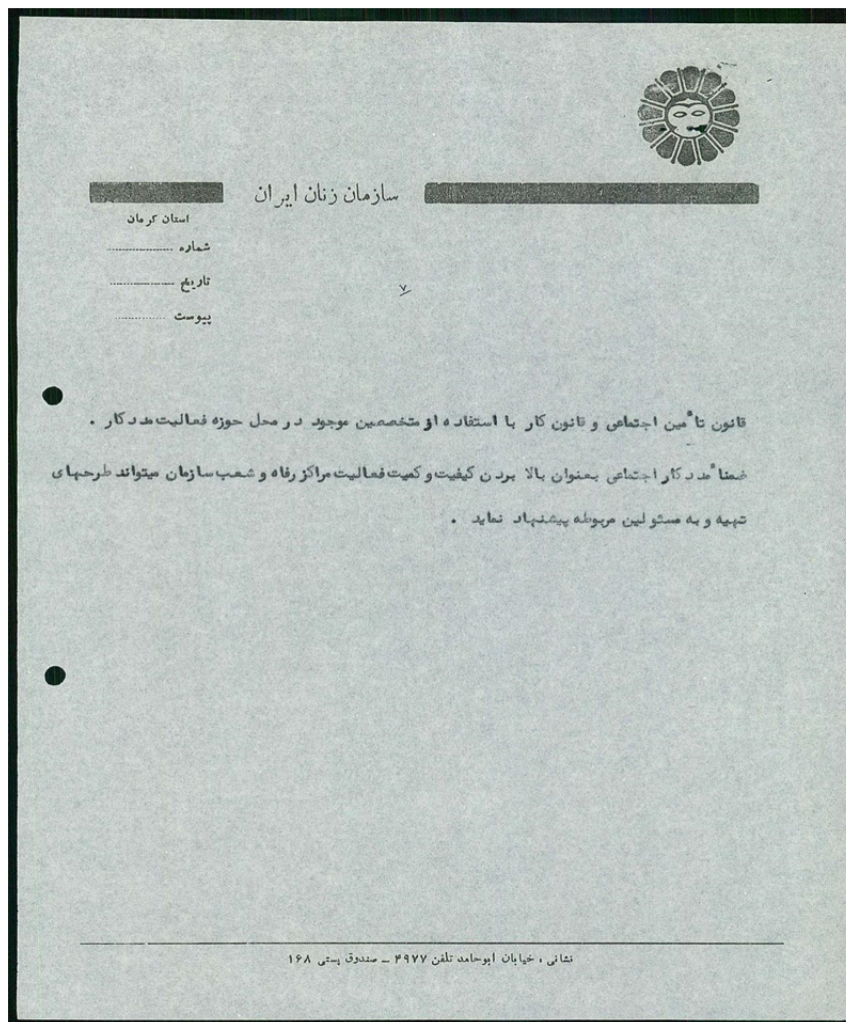 سازمان زنان ایران
استان کرمان
شماره ....................
تاریخ ....................
پیوست ....................
۷
قانون تأمین اجتماعی و قانون کار با استفاده از متخصصین موجود در محل حوزه فعالیت مددکار .
ضمناً مددکار اجتماعی بعنوان بالا بردن کیفیت و کمیت فعالیت مراکز رفاه و شعب سازمان میتواند طرحهای
تهیه و به مسئولین مربوطه پیشنهاد نماید .
نشانی ، خیابان ابوحامد تلفن ۴۹۷۷ ــ صندوق پستی ۱۶۸